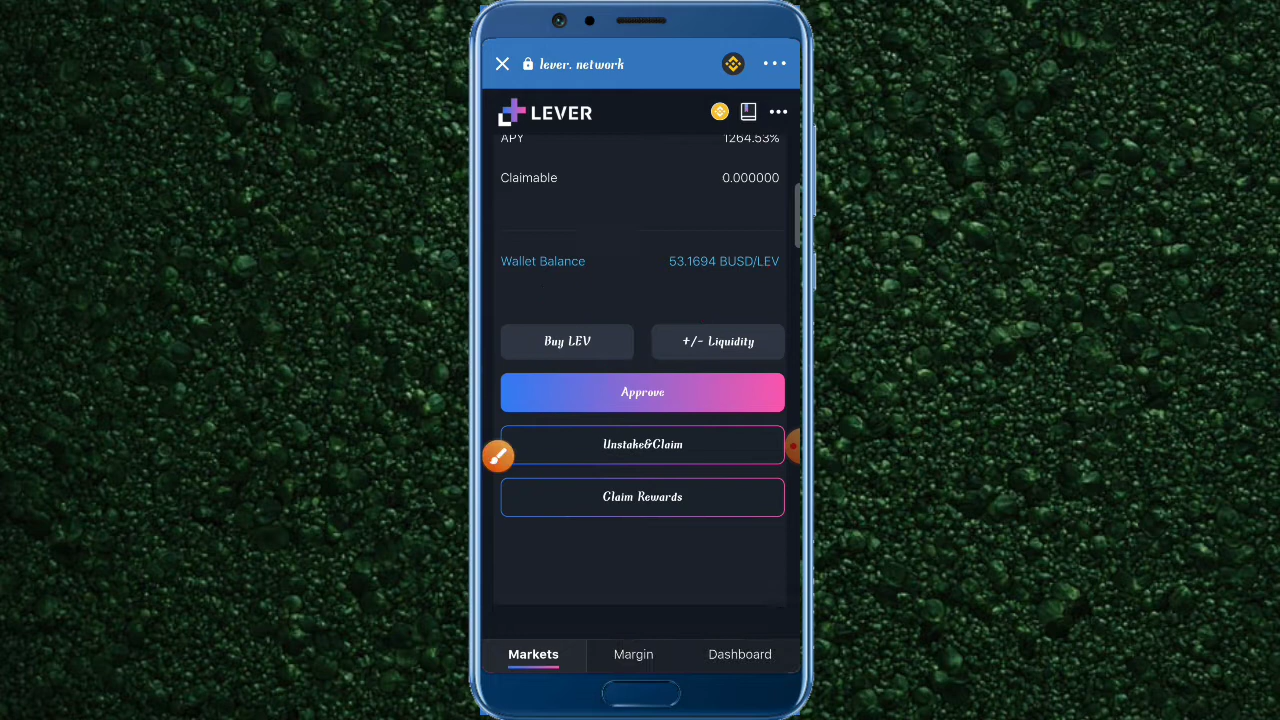 lever. network
LEVER
APY 1264.53%
Claimable 0.000000
Wallet Balance 53.1694 BUSD/LEV
Buy LEV +/- Liquidity
Approve
Unstake&Claim
Claim Rewards
Markets Margin Dashboard